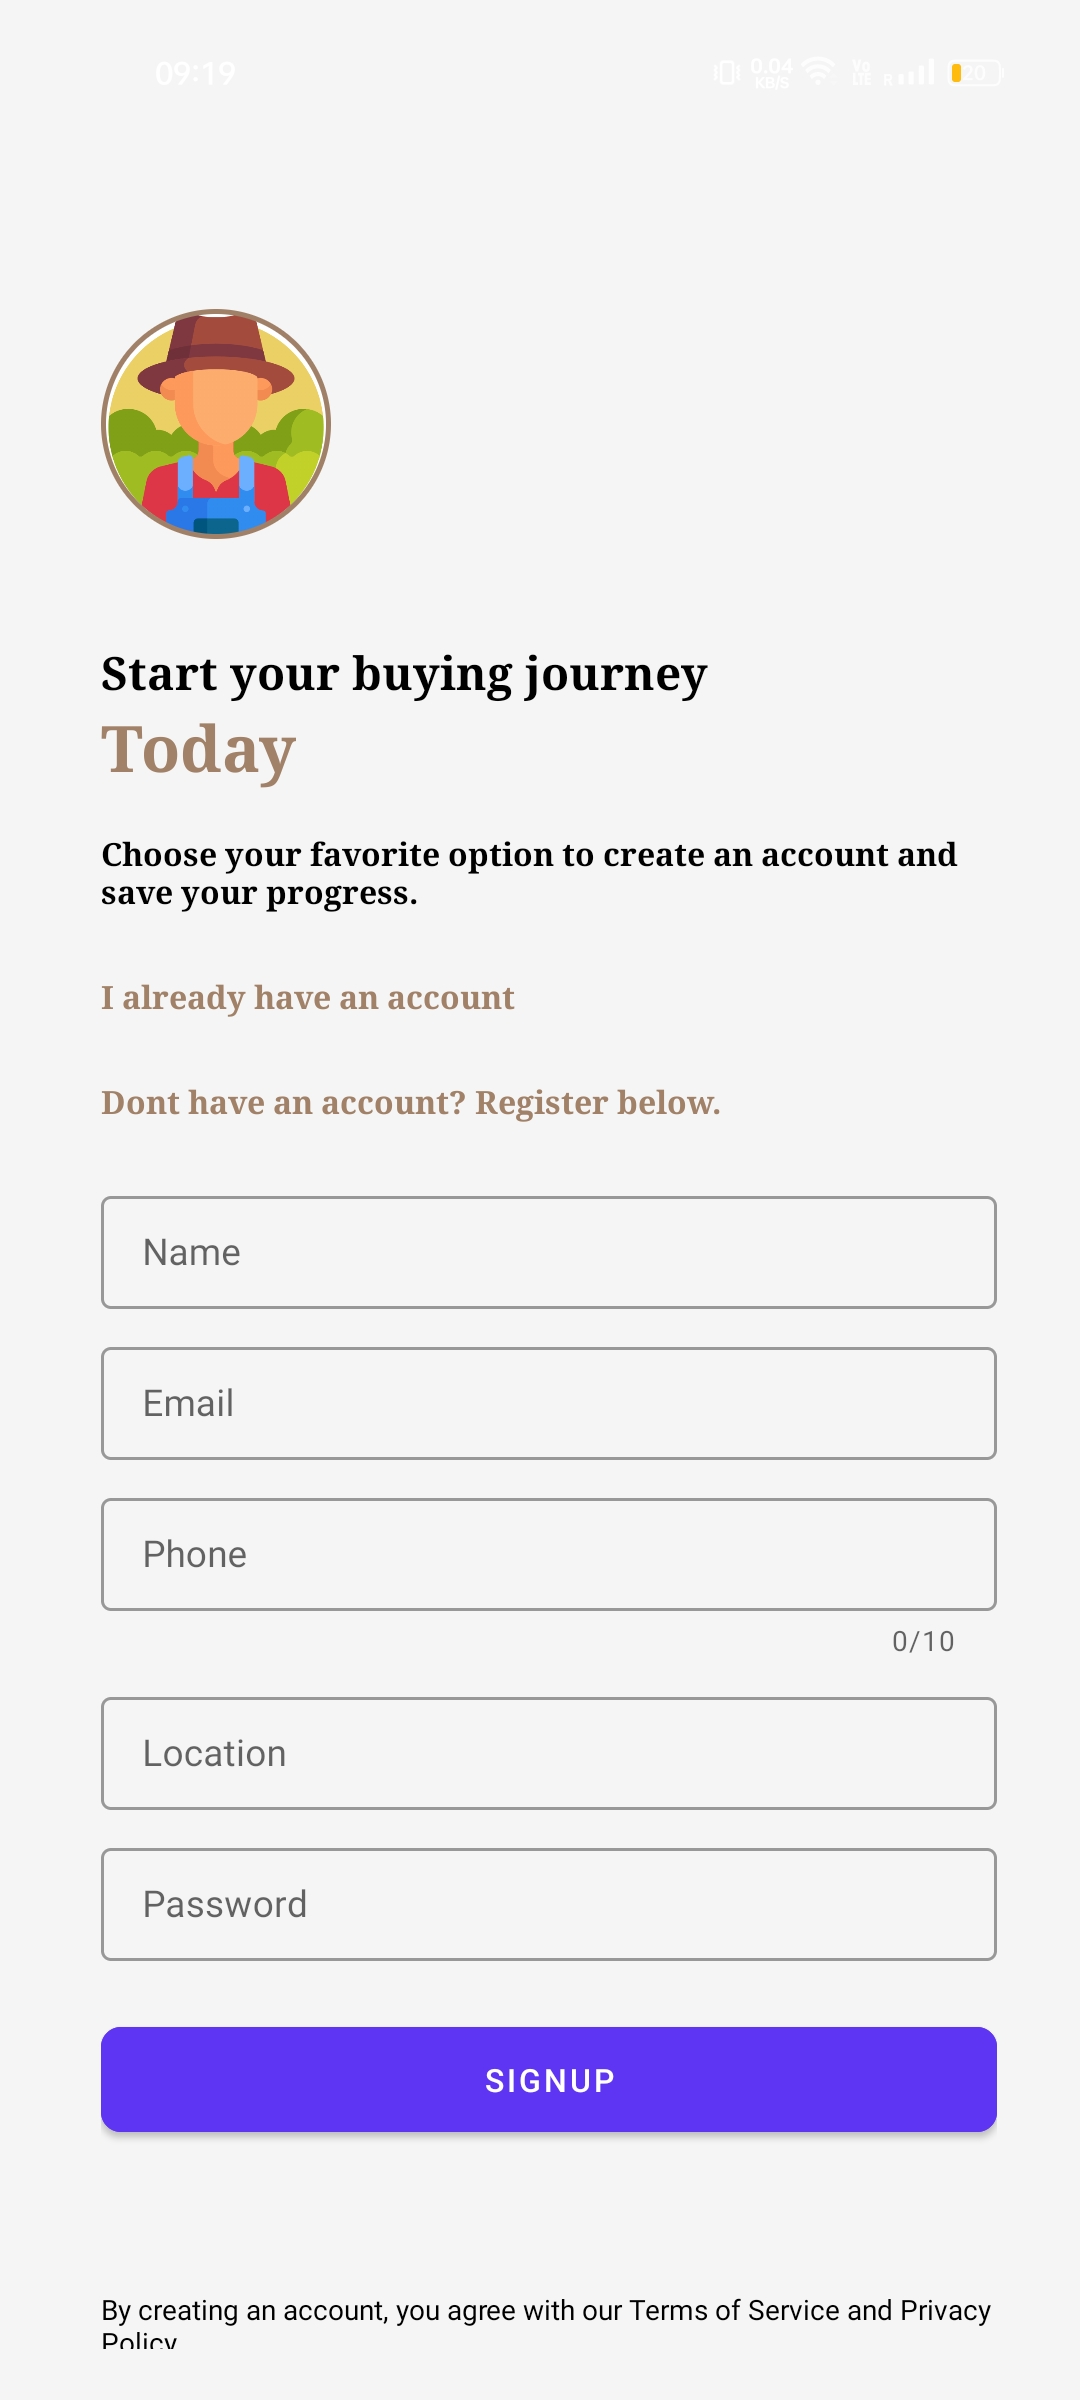 09:19 0.04 KB/S Vo LTE R 20
Start your buying journey
Today
Choose your favorite option to create an account and
save your progress.
I already have an account
Dont have an account? Register below.
Name
Email
Phone
0/10
Location
Password
SIGNUP
By creating an account, you agree with our Terms of Service and Privacy
Policy